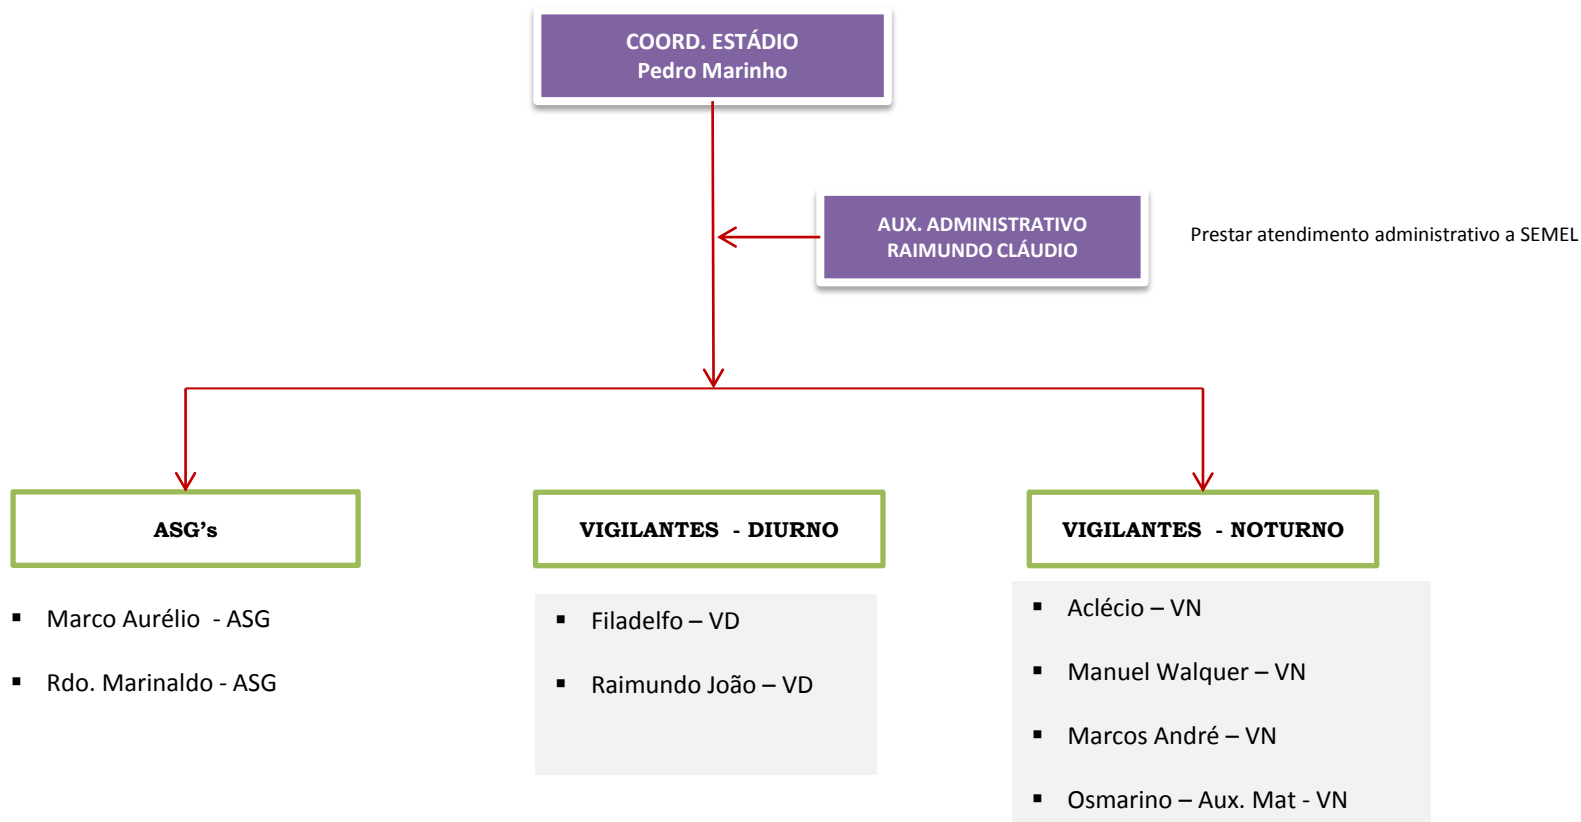 COORD. ESTÁDIO
Pedro Marinho
AUX. ADMINISTRATIVO
RAIMUNDO CLÁUDIO
Prestar atendimento administrativo a SEMEL
ASG’s
▪ Marco Aurélio - ASG
▪ Rdo. Marinaldo - ASG
VIGILANTES - DIURNO
▪ Filadelfo – VD
▪ Raimundo João – VD
VIGILANTES - NOTURNO
▪ Aclécio – VN
▪ Manuel Walquer – VN
▪ Marcos André – VN
▪ Osmarino – Aux. Mat - VN